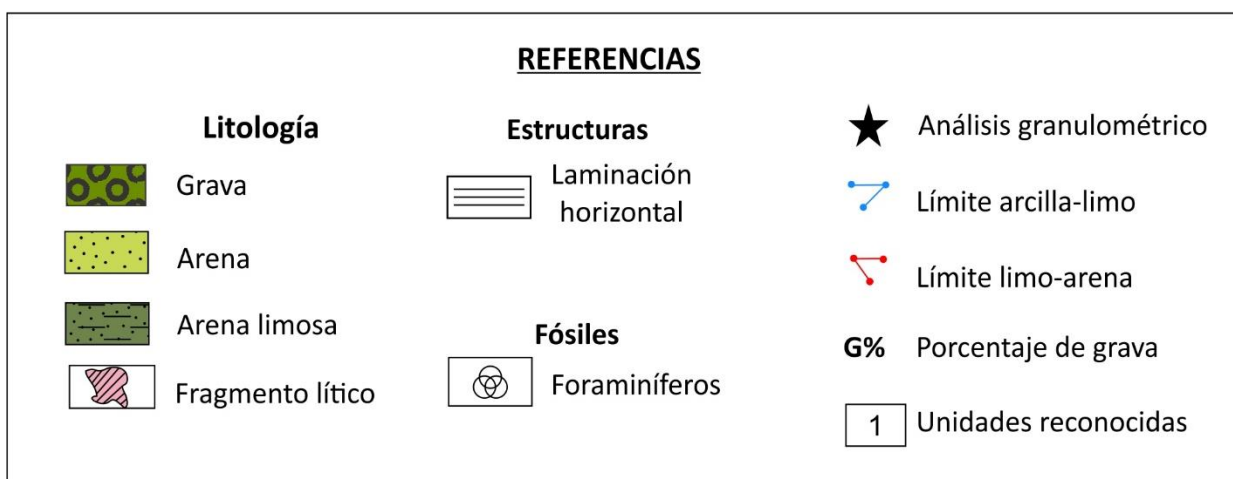 REFERENCIAS
Litología
Grava
Arena
Arena limosa
Fragmento lítico
Estructuras
Laminación
horizontal
Fósiles
Foraminíferos
Análisis granulométrico
Límite arcilla-limo
Límite limo-arena
G% Porcentaje de grava
1 Unidades reconocidas